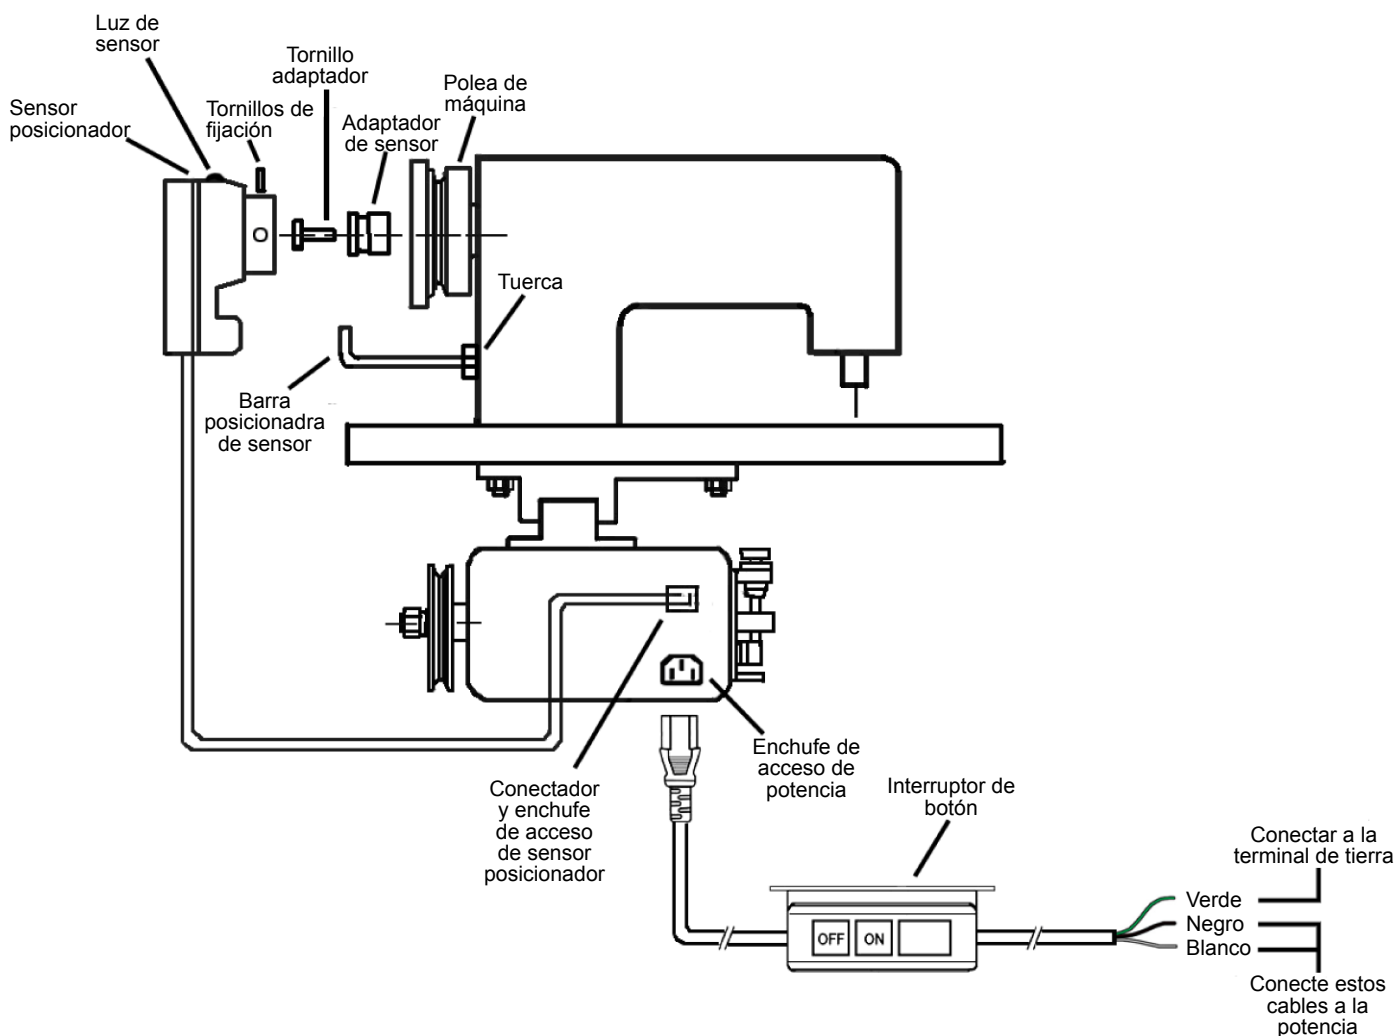 Luz de
sensor
Tornillo
adaptador
Polea de
máquina
Sensor
posicionador
Tornillos de
fijación
Adaptador
de sensor
Tuerca
Barra
posicionadra
de sensor
Enchufe de
acceso de
potencia
Conectador
y enchufe
de acceso
de sensor
posicionador
Interruptor de
botón
OFF ON
Conectar a la
terminal de tierra
Verde
Negro
Blanco
Conecte estos
cables a la
potencia